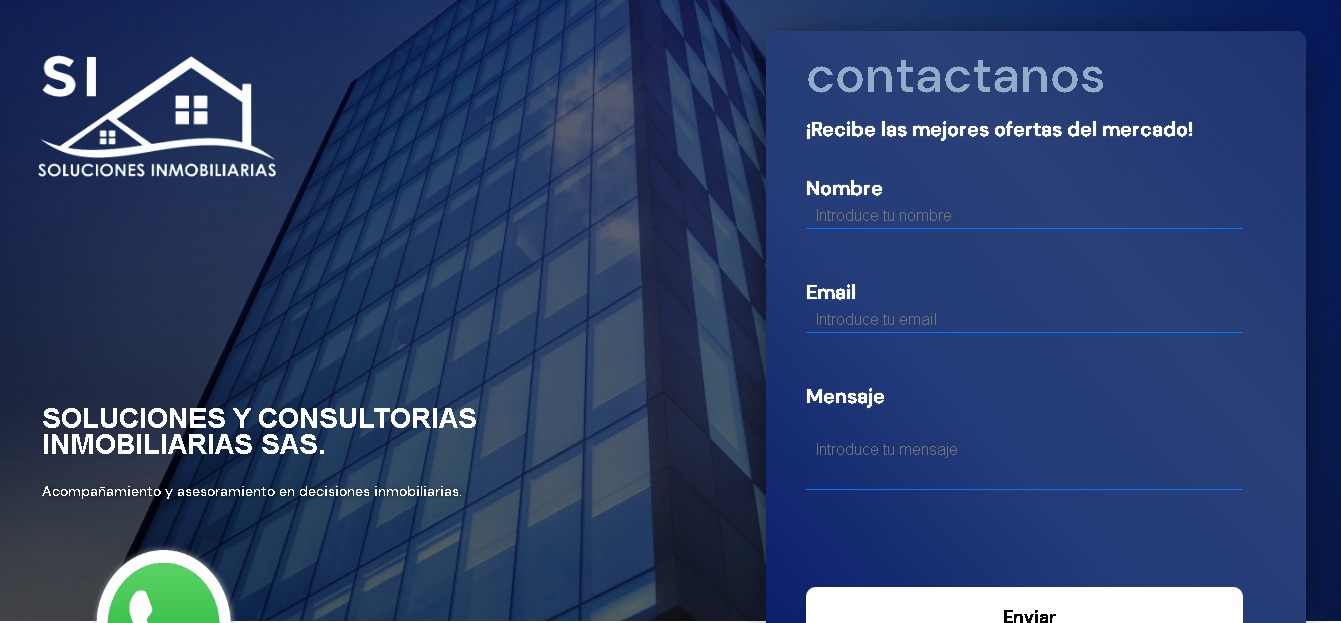 SI
SOLUCIONES INMOBILIARIAS
SOLUCIONES Y CONSULTORIAS
INMOBILIARIAS SAS.
Acompañamiento y asesoramiento en decisiones inmobiliarias.
contactanos
¡Recibe las mejores ofertas del mercado!
Nombre
Introduce tu nombre
Email
Introduce tu email
Mensaje
Introduce tu mensaje
Enviar